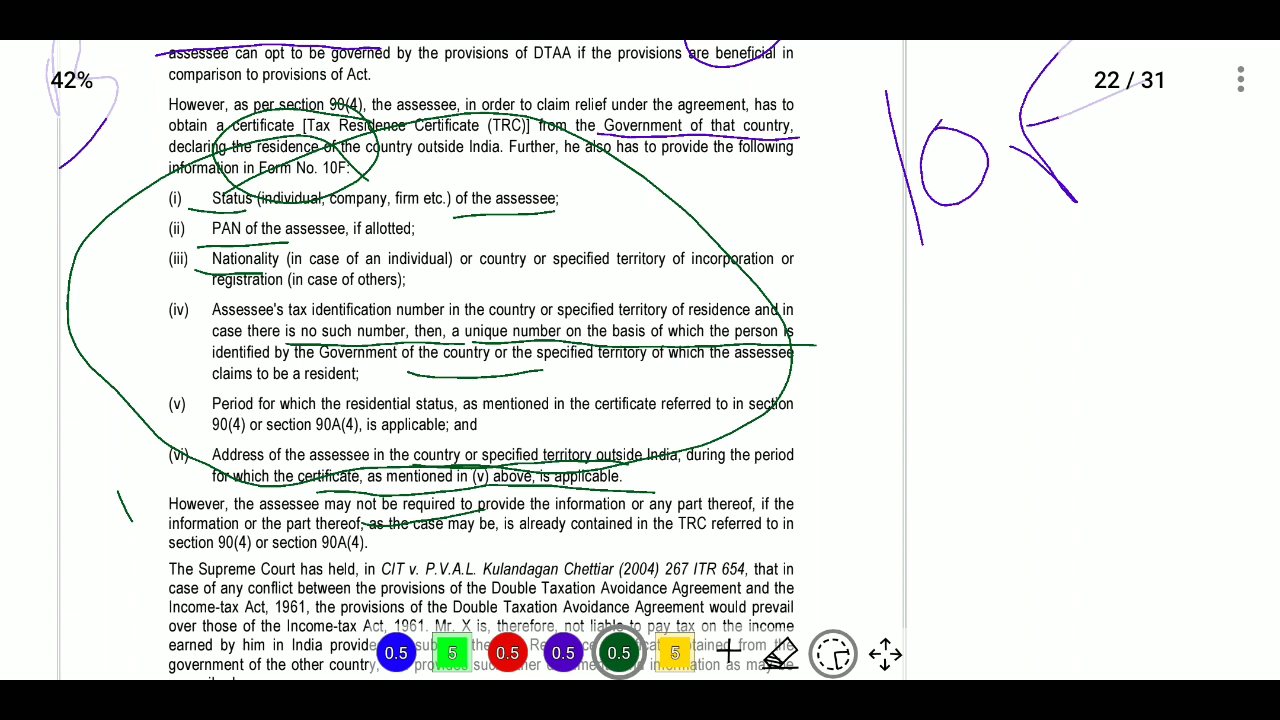 assessee can opt to be governed by the provisions of DTAA if the provisions are beneficial in
42%
22 / 31
comparison to provisions of Act.
However, as per section 90(4), the assessee, in order to claim relief under the agreement, has to
obtain a certificate [Tax Residence Certificate (TRC)] from the Government of that country,
declaring the residence of the country outside India. Further, he also has to provide the following
information in Form No. 10F:
10F
(i) Status (individual, company, firm etc.) of the assessee;
(ii) PAN of the assessee, if allotted;
(iii) Nationality (in case of an individual) or country or specified territory of incorporation or
registration (in case of others);
(iv) Assessee's tax identification number in the country or specified territory of residence and in
case there is no such number, then, a unique number on the basis of which the person is
identified by the Government of the country or the specified territory of which the assessee
claims to be a resident;
(v) Period for which the residential status, as mentioned in the certificate referred to in section
90(4) or section 90A(4), is applicable; and
(vi) Address of the assessee in the country or specified territory outside India, during the period
for which the certificate, as mentioned in (v) above, is applicable.
However, the assessee may not be required to provide the information or any part thereof, if the
information or the part thereof, as the case may be, is already contained in the TRC referred to in
section 90(4) or section 90A(4).
The Supreme Court has held, in CIT v. P.V.A.L. Kulandagan Chettiar (2004) 267 ITR 654, that in
case of any conflict between the provisions of the Double Taxation Avoidance Agreement and the
Income-tax Act, 1961, the provisions of the Double Taxation Avoidance Agreement would prevail
over those of the Income-tax Act, 1961. Mr. X is, therefore, not liable to pay tax on the income
earned by him in India from the
government of the other country, information as may
0.5 5 0.5 0.5 0.5 5